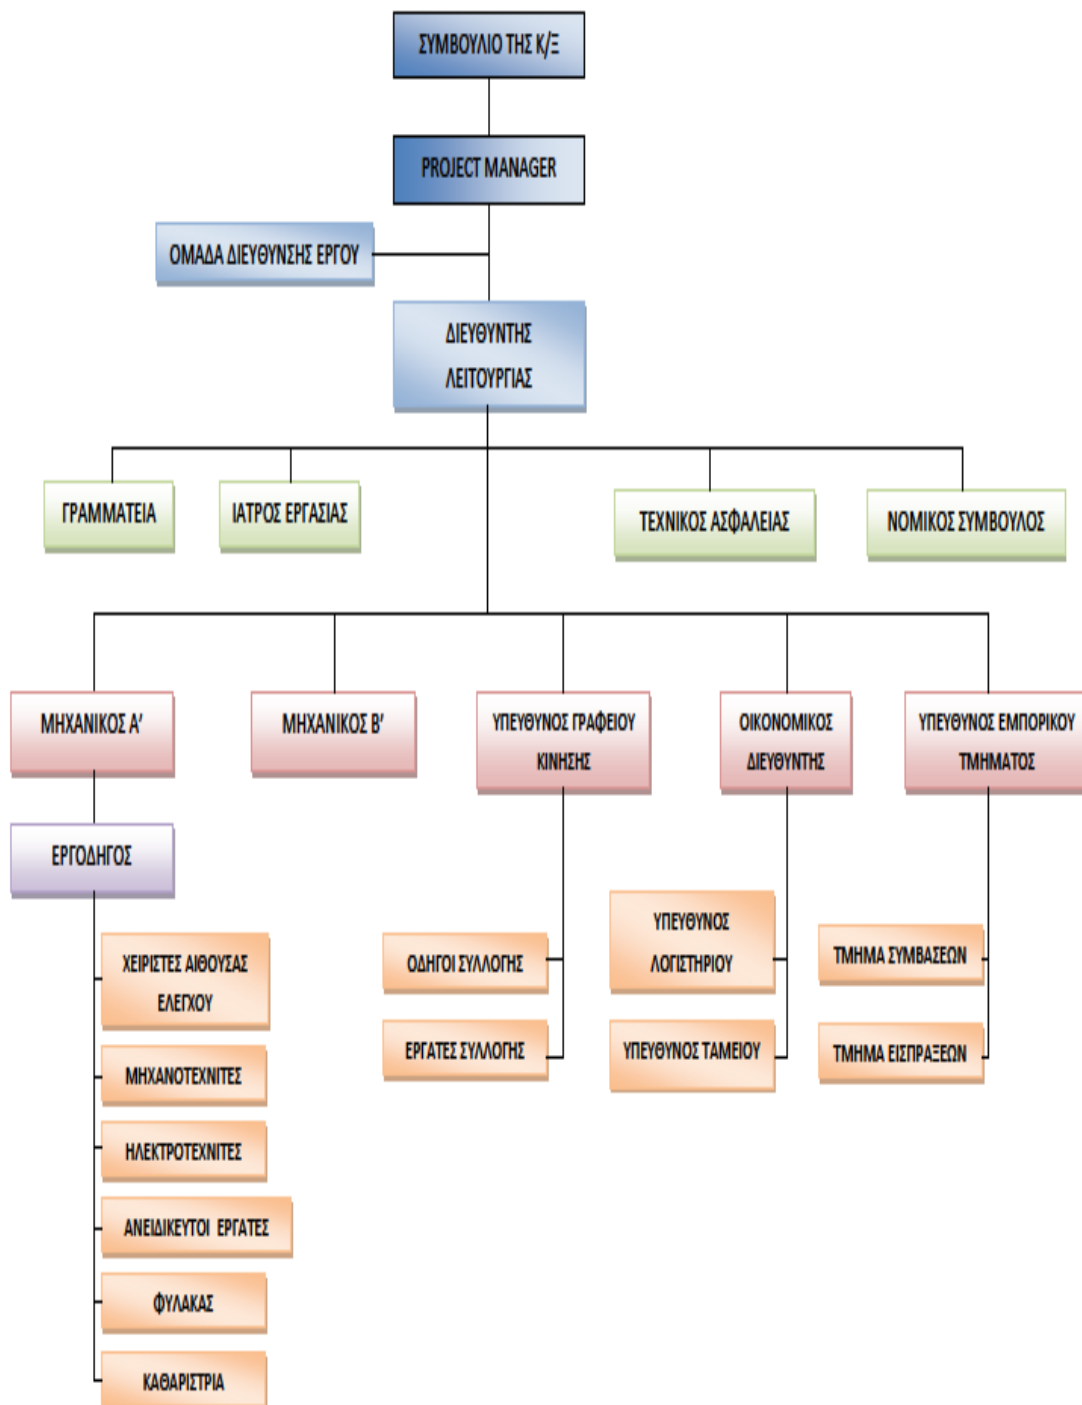 ΣΥΜΒΟΥΛΙΟ ΤΗΣ Κ/Ξ
PROJECT MANAGER
ΟΜΑΔΑ ΔΙΕΥΘΥΝΣΗΣ ΕΡΓΟΥ
ΔΙΕΥΘΥΝΤΗΣ
ΛΕΙΤΟΥΡΓΙΑΣ
ΓΡΑΜΜΑΤΕΙΑ
ΙΑΤΡΟΣ ΕΡΓΑΣΙΑΣ
ΤΕΧΝΙΚΟΣ ΑΣΦΑΛΕΙΑΣ
ΝΟΜΙΚΟΣ ΣΥΜΒΟΥΛΟΣ
ΜΗΧΑΝΙΚΟΣ Α’
ΜΗΧΑΝΙΚΟΣ Β’
ΥΠΕΥΘΥΝΟΣ ΓΡΑΦΕΙΟΥ
ΚΙΝΗΣΗΣ
ΟΙΚΟΝΟΜΙΚΟΣ
ΔΙΕΥΘΥΝΤΗΣ
ΥΠΕΥΘΥΝΟΣ ΕΜΠΟΡΙΚΟΥ
ΤΜΗΜΑΤΟΣ
ΕΡΓΟΔΗΓΟΣ
ΧΕΙΡΙΣΤΕΣ ΑΙΘΟΥΣΑΣ
ΕΛΕΓΧΟΥ
ΜΗΧΑΝΟΤΕΧΝΙΤΕΣ
ΗΛΕΚΤΡΟΤΕΧΝΙΤΕΣ
ΑΝΕΙΔΙΚΕΥΤΟΙ ΕΡΓΑΤΕΣ
ΦΥΛΑΚΑΣ
ΚΑΘΑΡΙΣΤΡΙΑ
ΟΔΗΓΟΙ ΣΥΛΛΟΓΗΣ
ΕΡΓΑΤΕΣ ΣΥΛΛΟΓΗΣ
ΥΠΕΥΘΥΝΟΣ
ΛΟΓΙΣΤΗΡΙΟΥ
ΥΠΕΥΘΥΝΟΣ ΤΑΜΕΙΟΥ
ΤΜΗΜΑ ΣΥΜΒΑΣΕΩΝ
ΤΜΗΜΑ ΕΙΣΠΡΑΞΕΩΝ